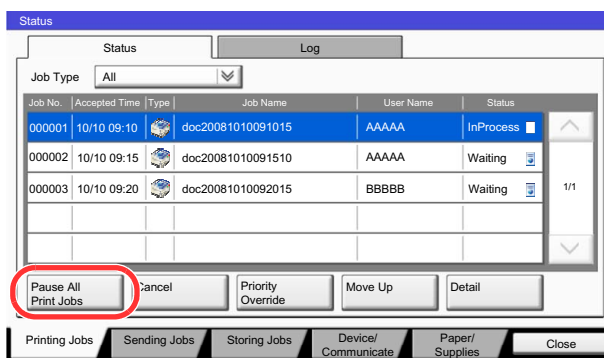 Status
Status Log
Job Type All
Job No. Accepted Time Type Job Name User Name Status
000001 10/10 09:10 doc20081010091015 AAAAA InProcess
000002 10/10 09:15 doc20081010091510 AAAAA Waiting
000003 10/10 09:20 doc20081010092015 BBBBB Waiting
1/1
Pause All
Print Jobs
Cancel
Priority
Override
Move Up
Detail
Printing Jobs
Sending Jobs
Storing Jobs
Device/
Communicate
Paper/
Supplies
Close